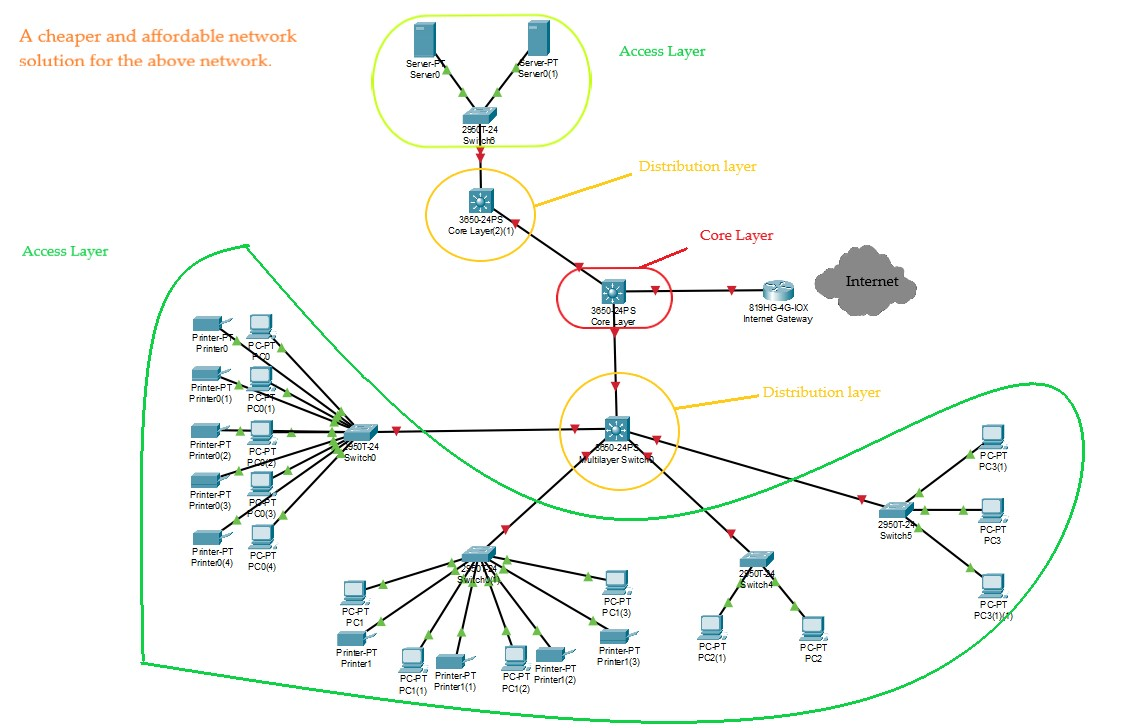 A cheaper and affordable network
solution for the above network.
Server-PT
Server0
Server-PT
Server0(1)
Access Layer
2950T-24
Switch6
Distribution layer
3650-24PS
Core Layer(2)(1)
Core Layer
Access Layer
Internet
3650-24PS
Core Layer
819HG-4G-IOX
Internet Gateway
Printer-PT
Printer0
PC-PT
PC0
Printer-PT
Printer0(1)
PC-PT
PC0(1)
Distribution layer
Printer-PT
Printer0(2)
PC-PT
PC0(2)
2950T-24
Switch0
3650-24PS
Multilayer Switch0
PC-PT
PC3(1)
Printer-PT
Printer0(3)
PC-PT
PC0(3)
Printer-PT
Printer0(4)
PC-PT
PC0(4)
2950T-24
Switch5
PC-PT
PC3
2950T-24
Switch0(1)
2950T-24
Switch4
PC-PT
PC3(1)(1)
PC-PT
PC1
PC-PT
PC1(3)
Printer-PT
Printer1
PC-PT
PC1(1)
Printer-PT
Printer1(1)
PC-PT
PC1(2)
Printer-PT
Printer1(2)
Printer-PT
Printer1(3)
PC-PT
PC2(1)
PC-PT
PC2